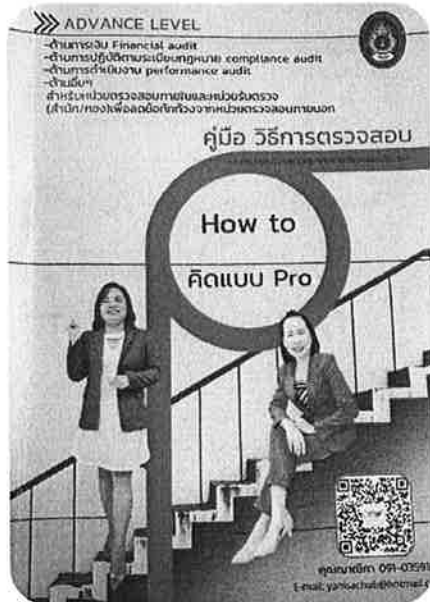 ADVANCE LEVEL
-ด้านการเงิน Financial audit
-ด้านการปฏิบัติตามระเบียบกฎหมาย compliance audit
-ด้านการดำเนินงาน performance audit
-ด้านอื่นๆ
สำหรับหน่วยตรวจสอบภายในและหน่วยรับตรวจ
(สำนัก/กอง)เพื่อลดข้อทักท้วงจากหน่วยตรวจสอบภายนอก
คู่มือ วิธีการตรวจสอบ
How to
คิดแบบ Pro
091-03591
E-mail: